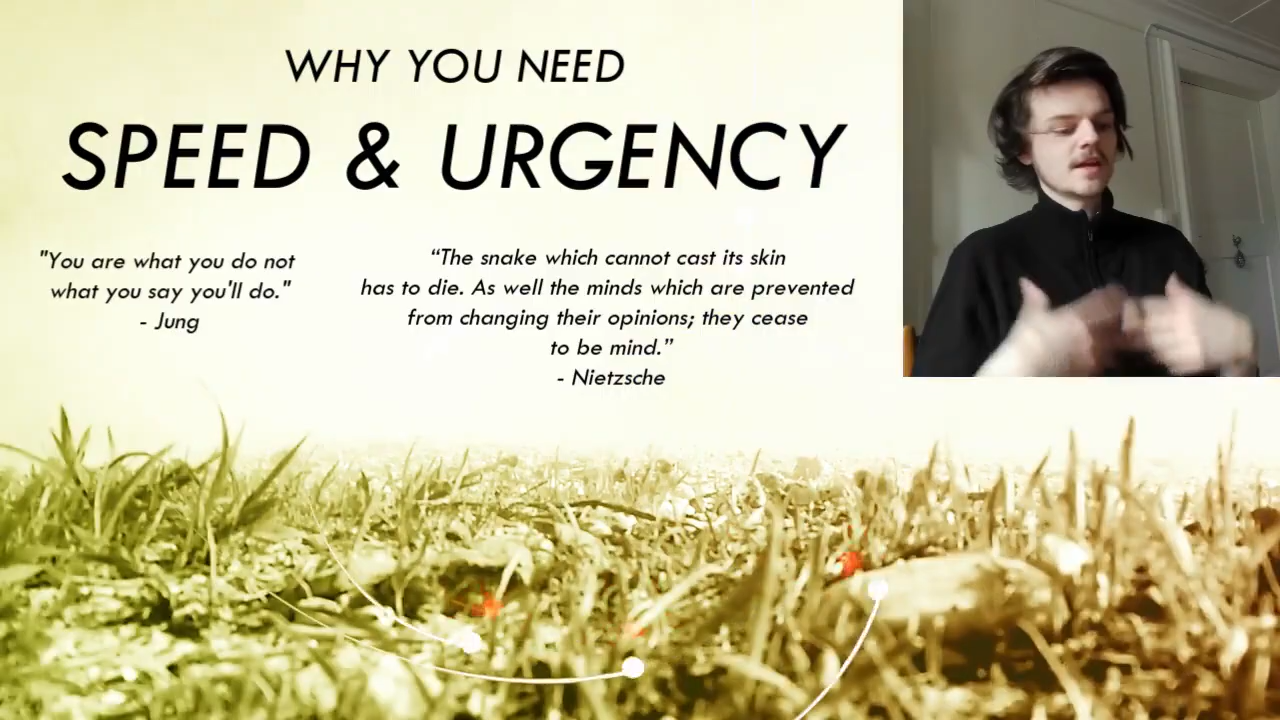 WHY YOU NEED
SPEED & URGENCY
"You are what you do not
what you say you'll do."
- Jung
“The snake which cannot cast its skin
has to die. As well the minds which are prevented
from changing their opinions; they cease
to be mind.”
- Nietzsche